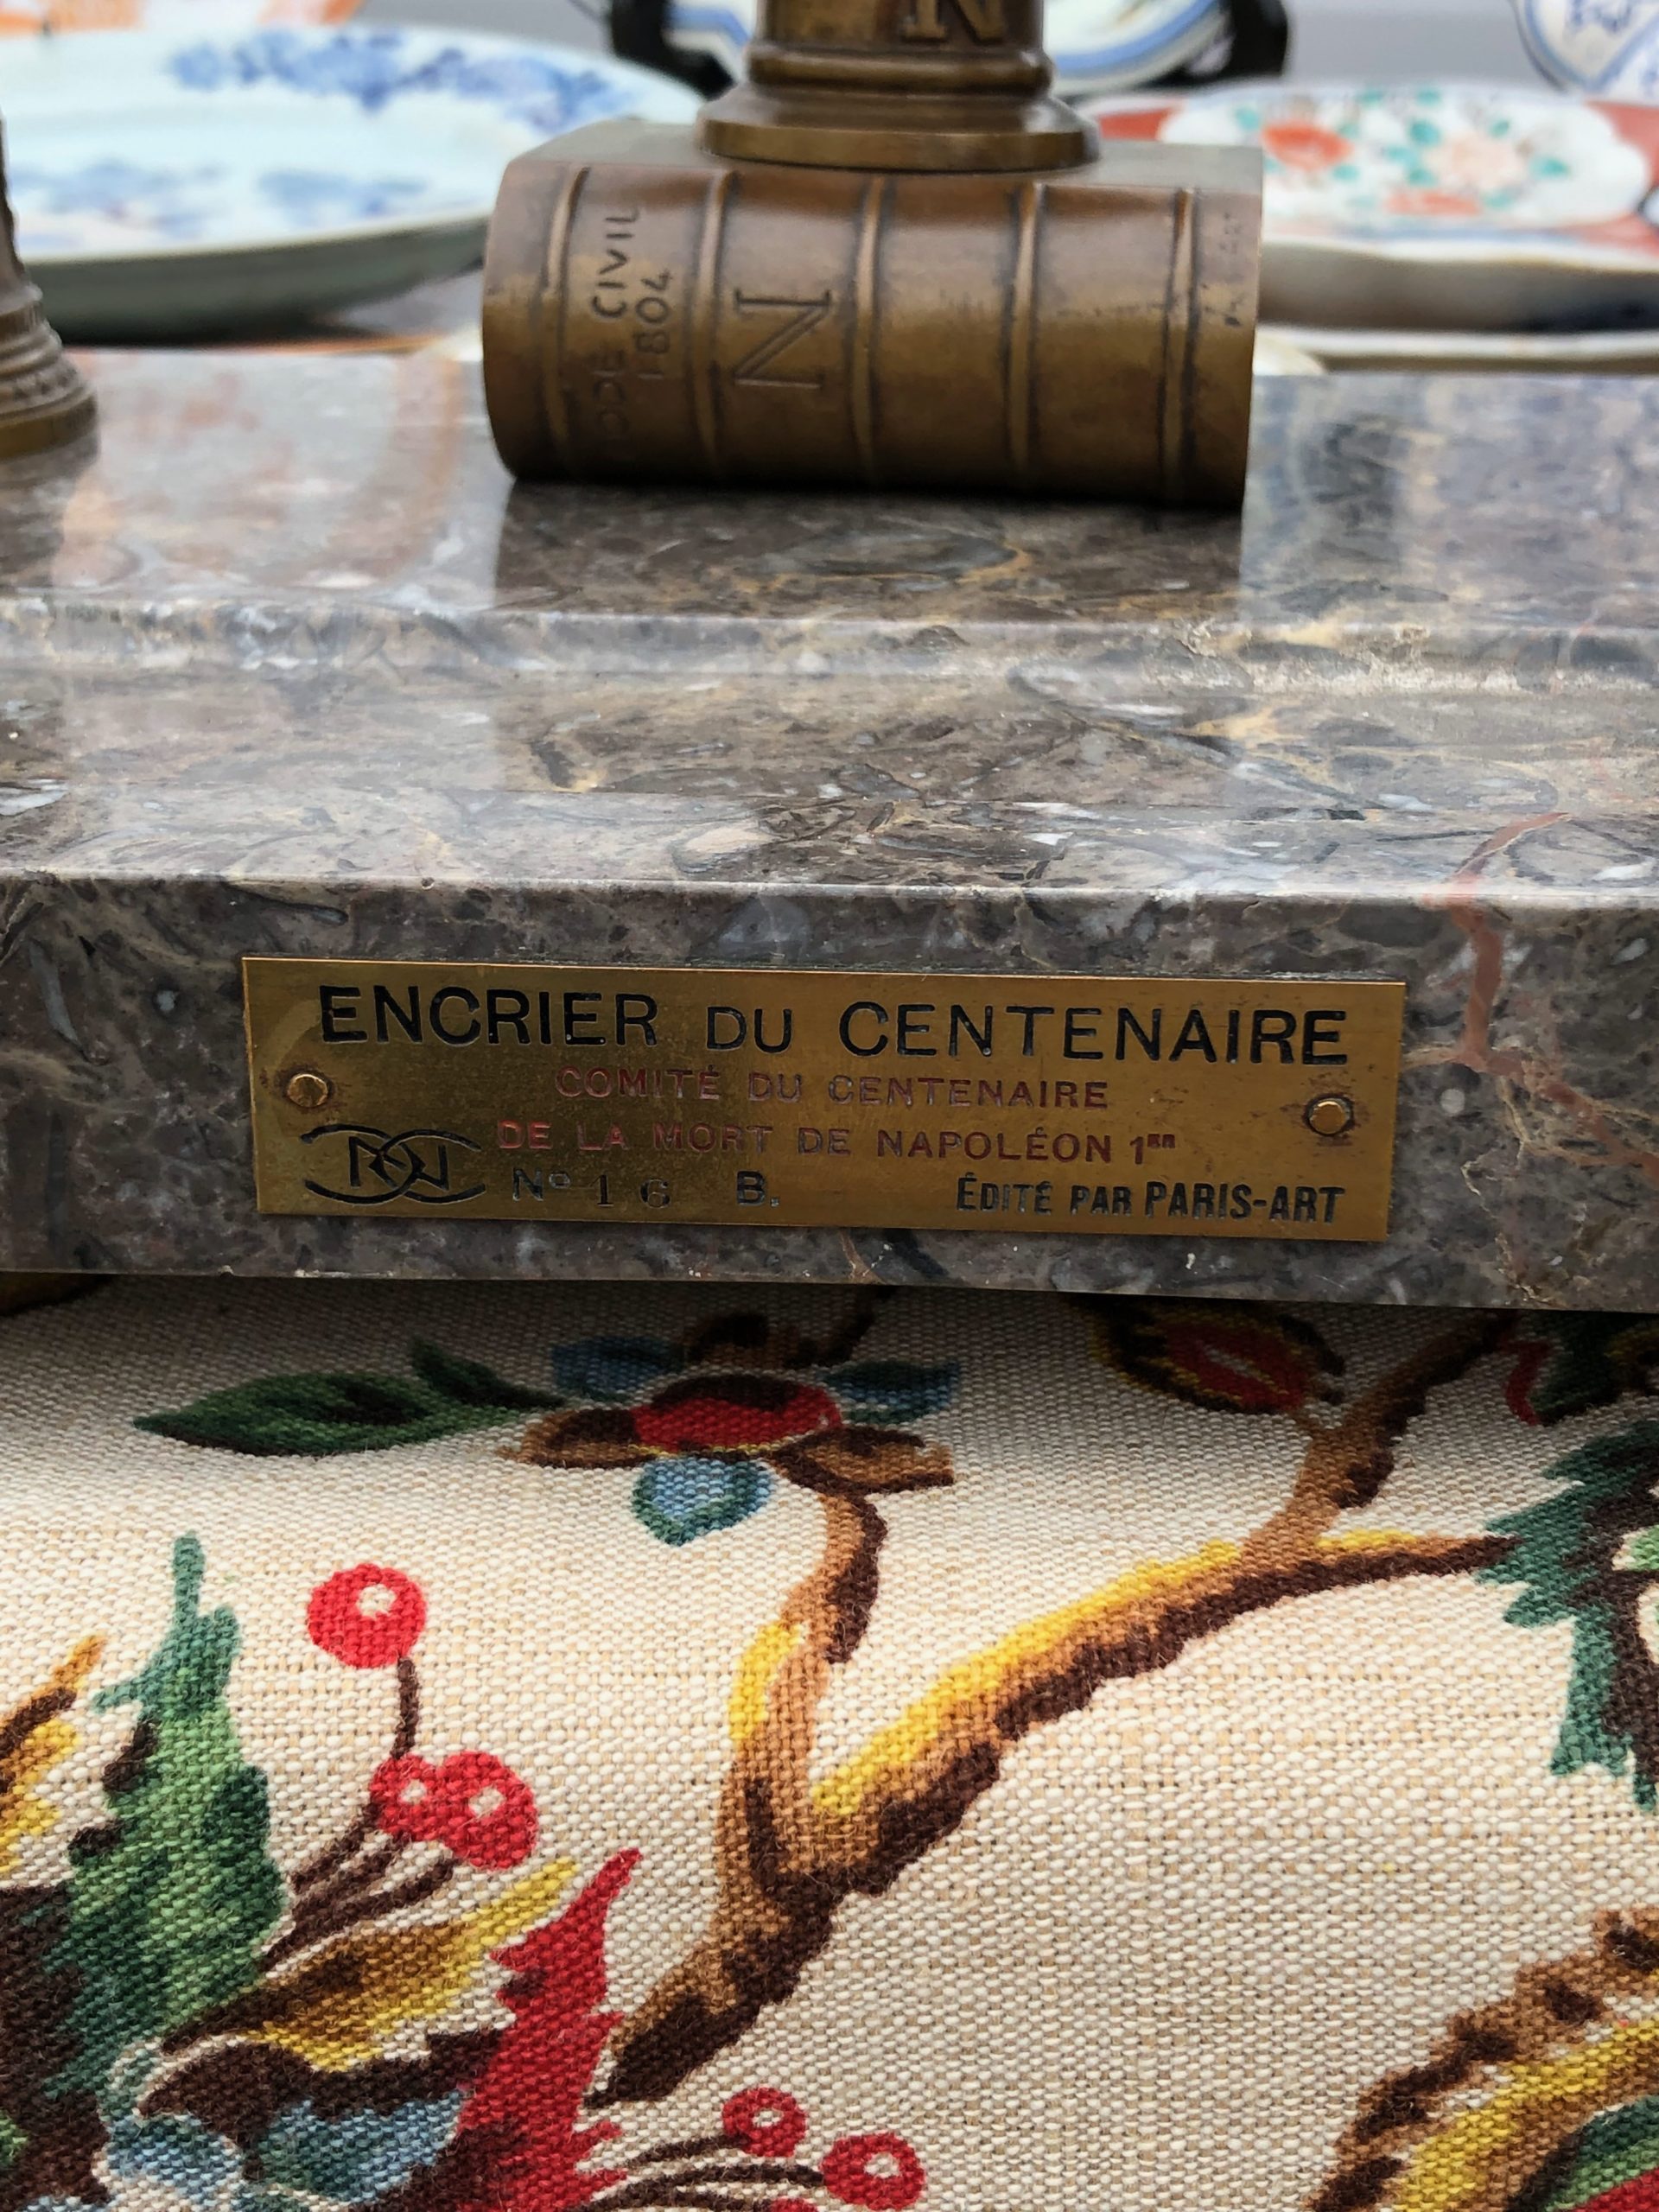 N
CODE CIVIL
1804
N
ENCRIER DU CENTENAIRE
COMITÉ DU CENTENAIRE
DE LA MORT DE NAPOLÉON 1ER
Nº 16 B. ÉDITÉ PAR PARIS-ART